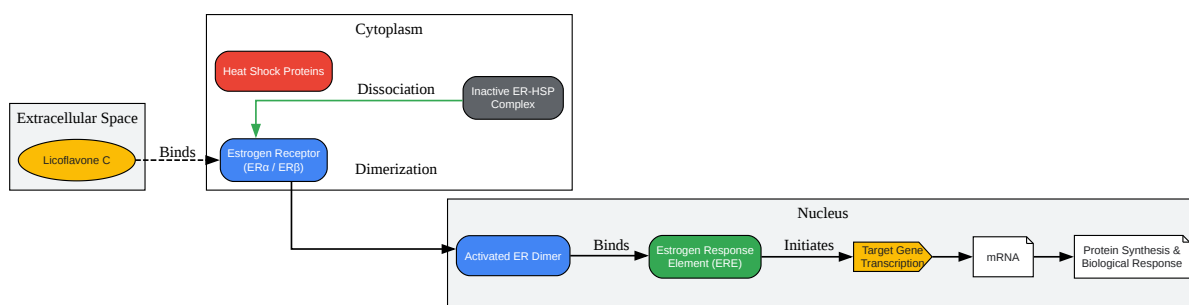 Cytoplasm
Heat Shock Proteins
Dissociation
Inactive ER-HSP
Complex
Extracellular Space
Licoflavone C
Binds
Estrogen Receptor
(ERα / ERβ)
Dimerization
Nucleus
Activated ER Dimer
Binds
Estrogen Response
Element (ERE)
Initiates
Target Gene
Transcription
mRNA
Protein Synthesis &
Biological Response